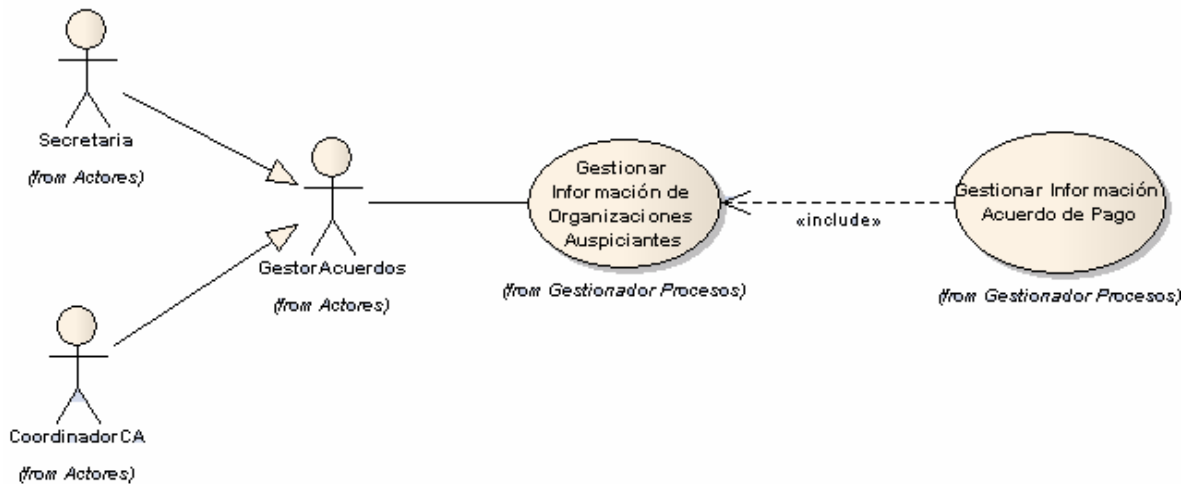 Secretaria
(from Actores)
GestorAcuerdos
(from Actores)
CoordinadorCA
(from Actores)
Gestionar
Información de
Organizaciones
Auspiciantes
(from Gestionador Procesos)
«include»
Gestionar Información
Acuerdo de Pago
(from Gestionador Procesos)